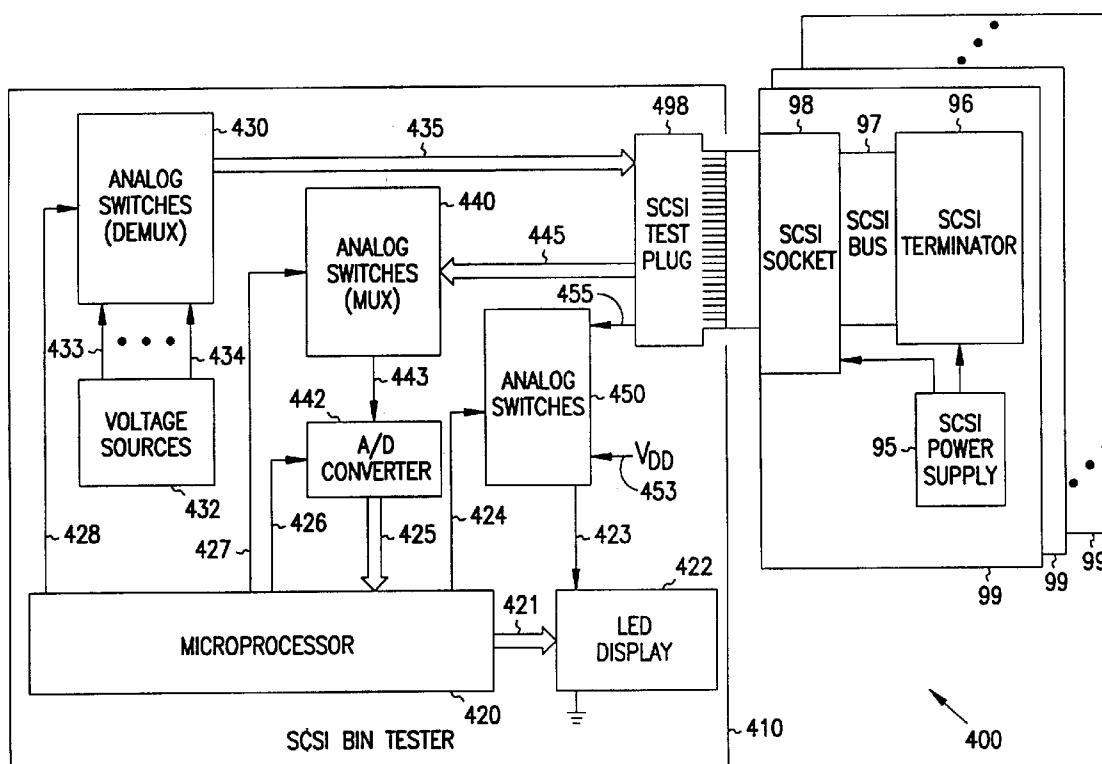 430
435
498
98
97
96
ANALOG
SWITCHES
(DEMUX)
440
ANALOG
SWITCHES
(MUX)
445
SCSI
TEST
PLUG
SCSI
SOCKET
SCSI
BUS
SCSI
TERMINATOR
455
433
434
443
ANALOG
SWITCHES
450
VOLTAGE
SOURCES
432
442
A/D
CONVERTER
VDD
453
95
SCSI
POWER
SUPPLY
428
427
426
425
424
423
422
99
99
99
MICROPROCESSOR
421
LED
DISPLAY
420
SCSI BIN TESTER
410
400